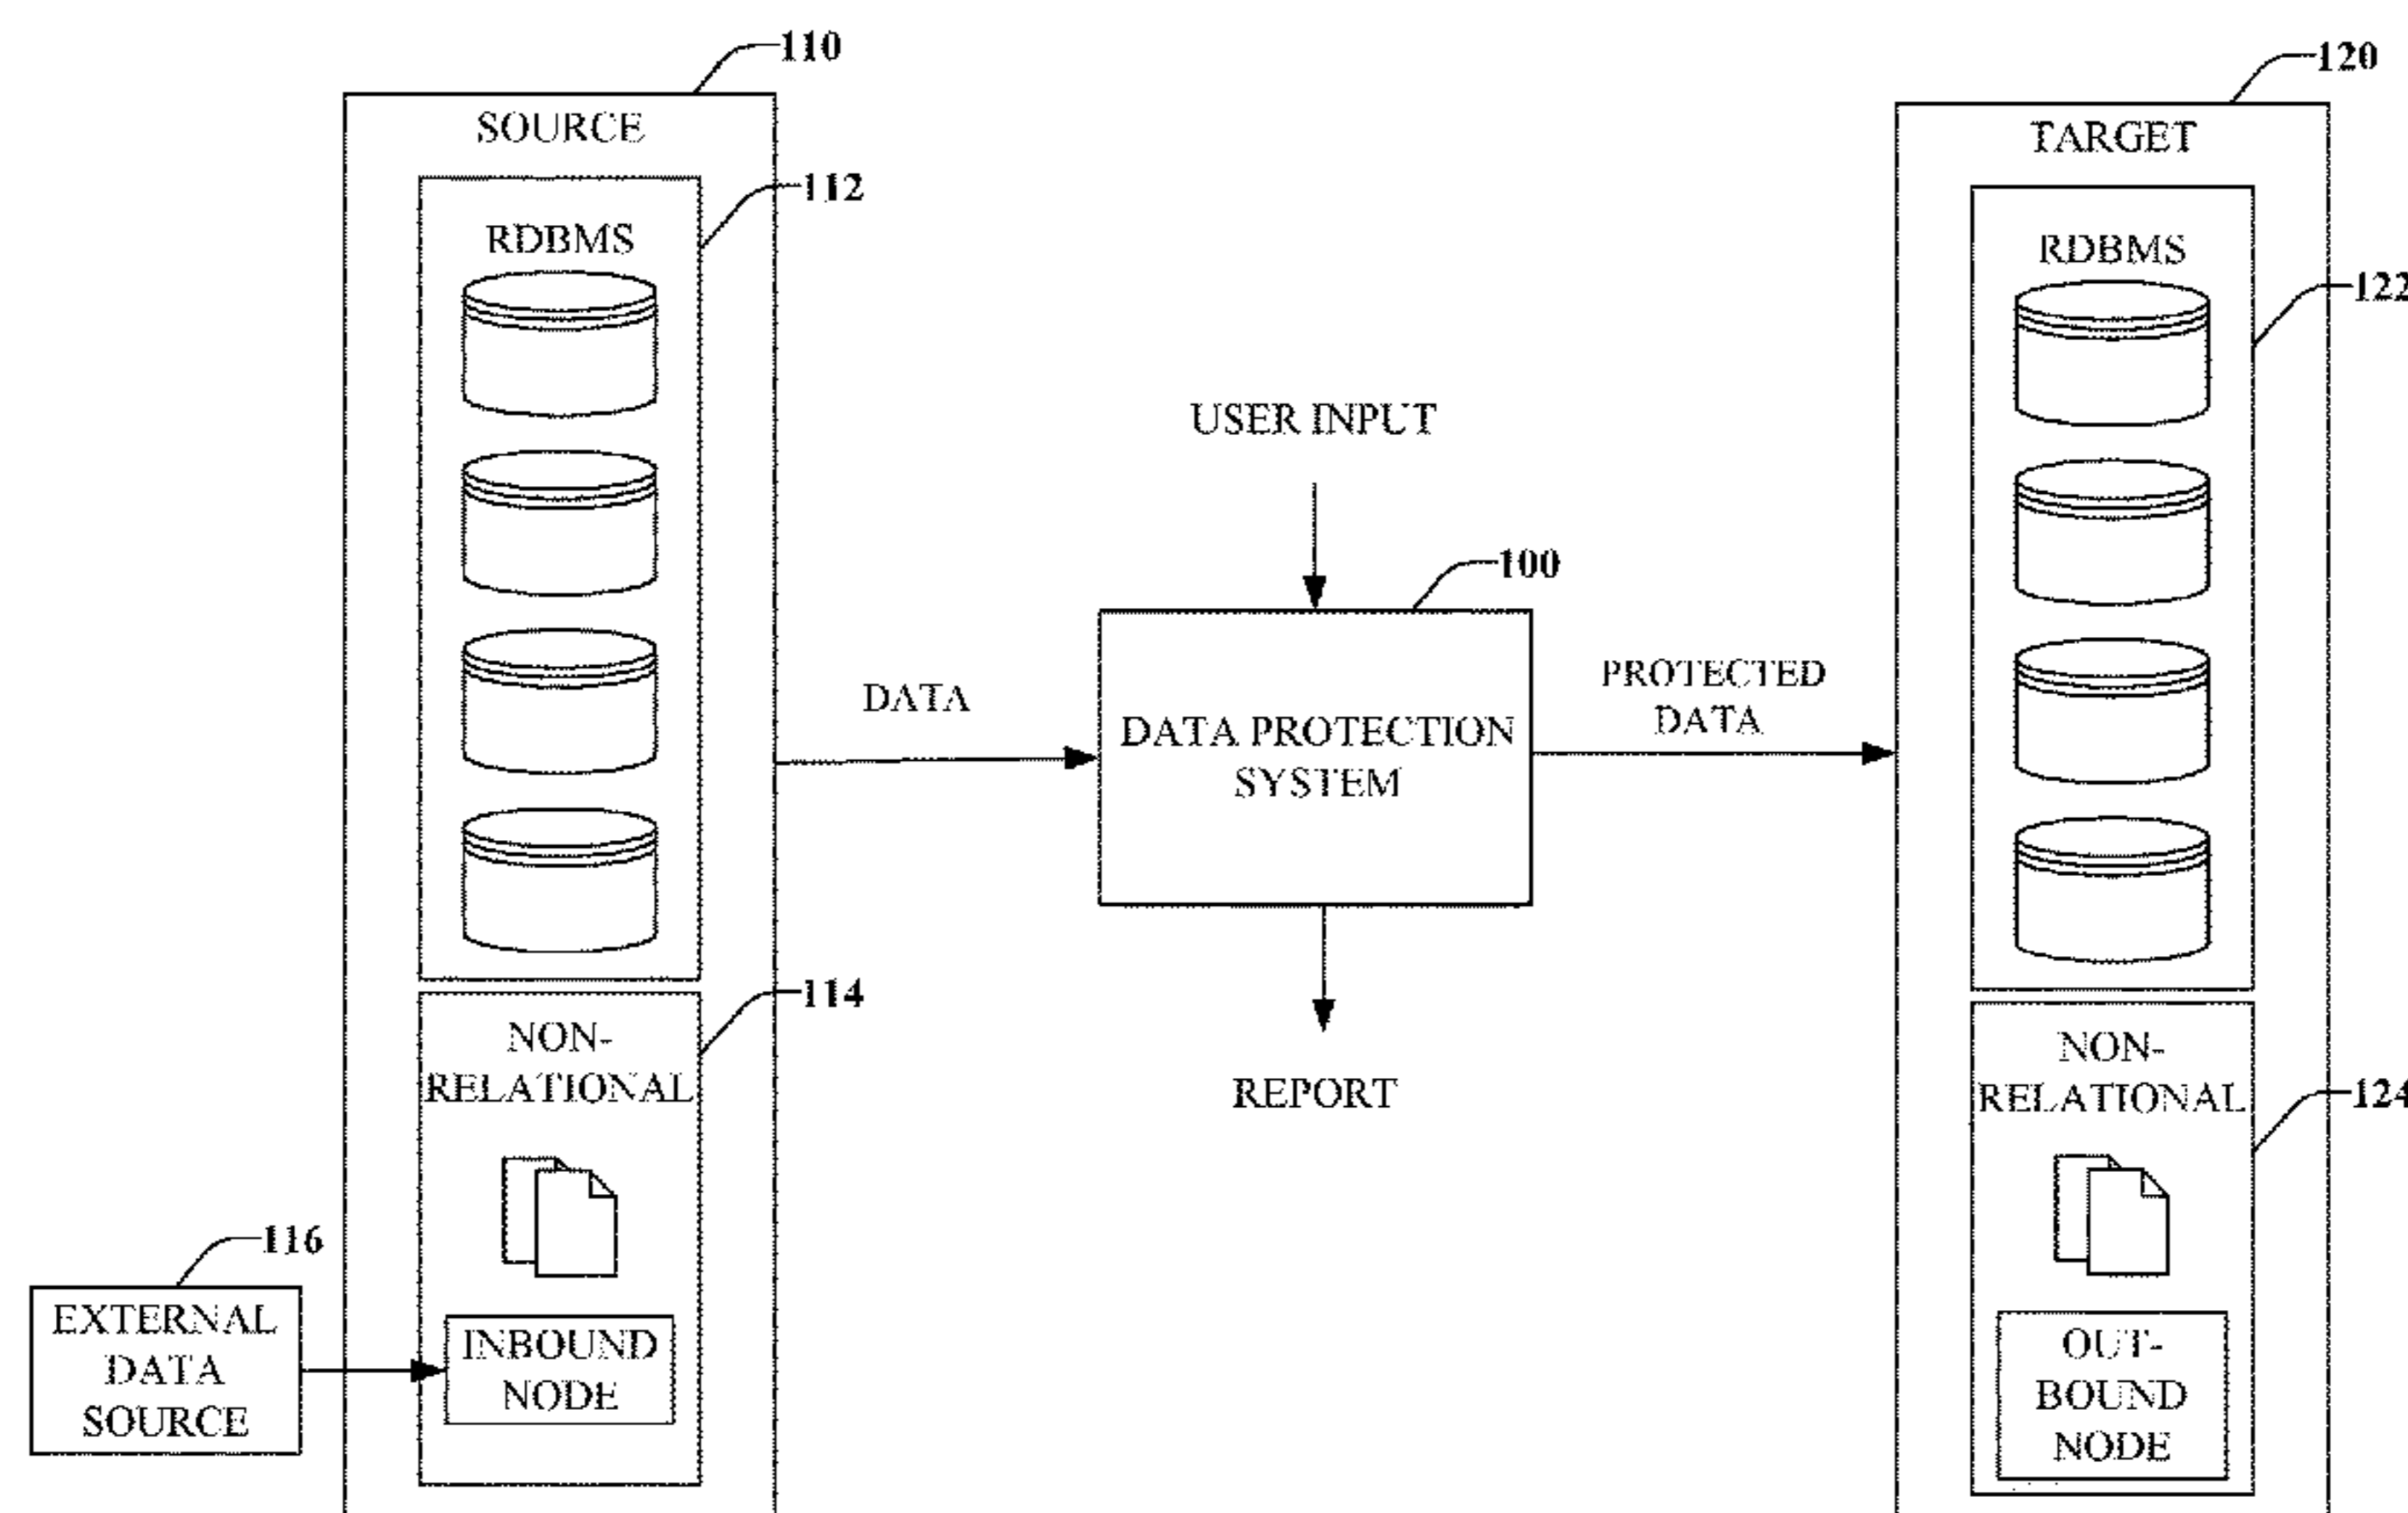 110
SOURCE
112
RDBMS
114
NON-
RELATIONAL
116
EXTERNAL
DATA
SOURCE
INBOUND
NODE
DATA
USER INPUT
100
DATA PROTECTION
SYSTEM
REPORT
PROTECTED
DATA
120
TARGET
RDBMS
122
NON-
RELATIONAL
124
OUT-
BOUND
NODE